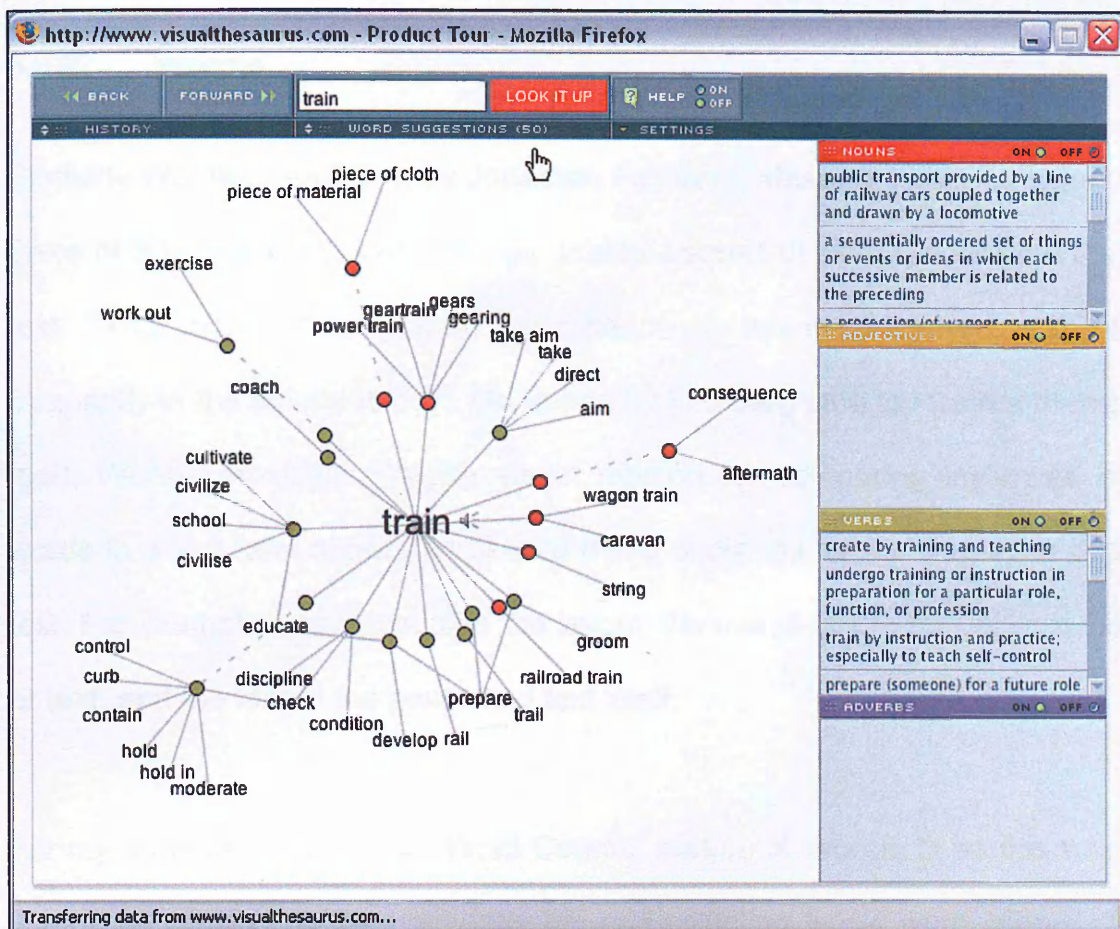 http://www.visualthesaurus.com - Product Tour - Mozilla Firefox
BACK
FORWARD
train
LOOK IT UP
HELP
ON
OFF
HISTORY
WORD SUGGESTIONS (50)
SETTINGS
piece of cloth
piece of material
exercise
work out
geartrain
gears
power train
gearing
take aim
take
direct
aim
coach
consequence
aftermath
cultivate
civilize
school
civilise
train
wagon train
caravan
string
educate
groom
control
curb
contain
hold
hold in
moderate
discipline
check
condition
develop
rail
prepare
trail
railroad train
NOUNS ON OFF
public transport provided by a line
of railway cars coupled together
and drawn by a locomotive
a sequentially ordered set of things
or events or ideas in which each
successive member is related to
the preceding
a procession of wagons or mules
ADJECTIVES ON OFF
VERBS ON OFF
create by training and teaching
undergo training or instruction in
preparation for a particular role,
function, or profession
train by instruction and practice;
especially to teach self-control
prepare (someone) for a future role
ADVERBS ON OFF
Transferring data from www.visualthesaurus.com...